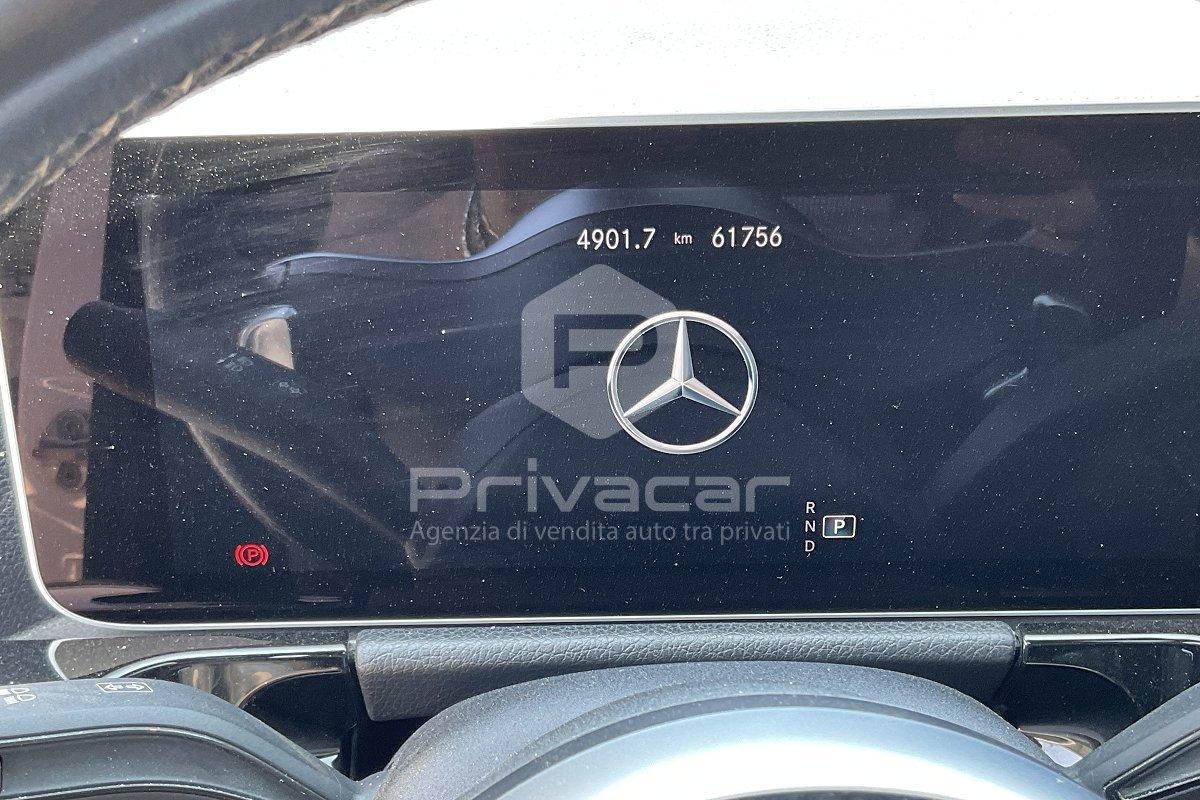 4901.7 km 61756
P
Privacar
Agenzia di vendita auto tra privati
R
N P
D
P